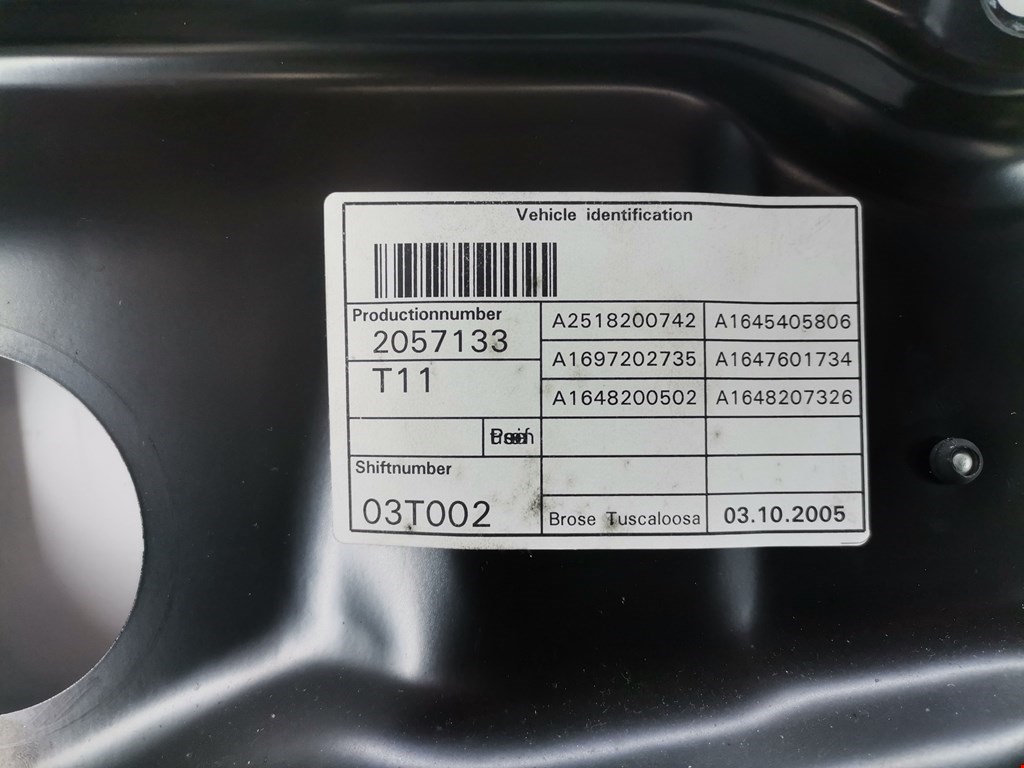 Vehicle identification
Productionnumber
2057133
T11
A2518200742 A1645405806
A1697202735 A1647601734
A1648200502 A1648207326
Shiftnumber
03T002
Brose Tuscaloosa 03.10.2005